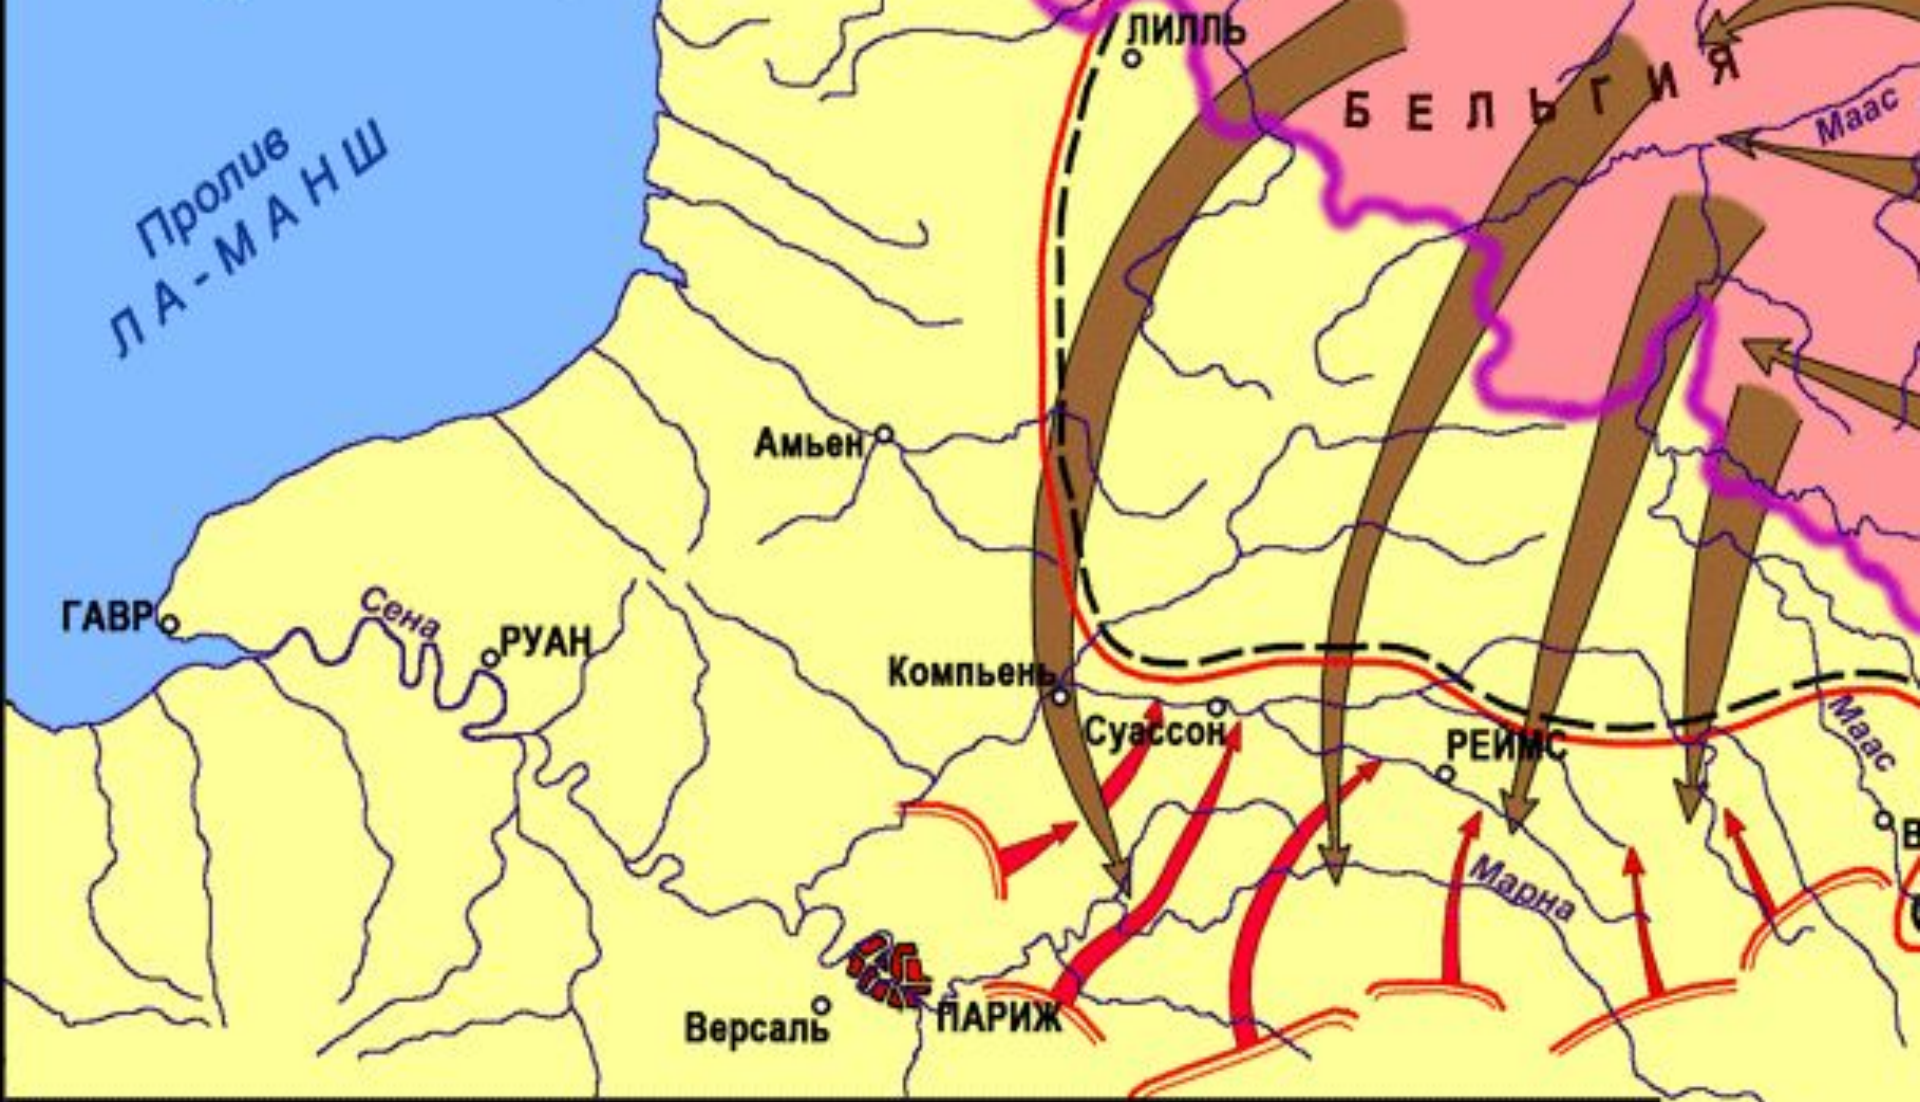 ЛИЛЛЬ
БЕЛЬГИЯ
Маас
Пролив
ЛА-МАНШ
Амьен
ГАВР
Сена
РУАН
Компьень
Суассон
РЕЙМС
Маас
В
Марна
Версаль
ПАРИЖ